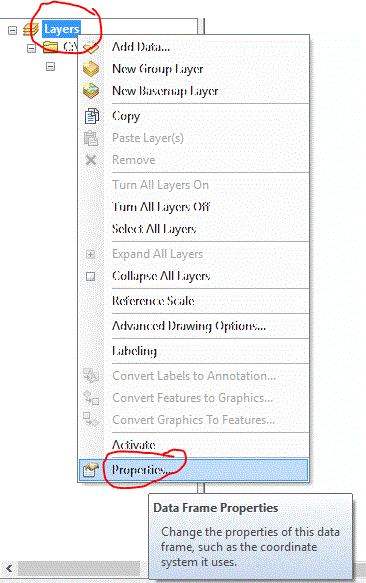 Layers
C:\
Add Data...
New Group Layer
New Basemap Layer
Copy
Paste Layer(s)
Remove
Turn All Layers On
Turn All Layers Off
Select All Layers
Expand All Layers
Collapse All Layers
Reference Scale
Advanced Drawing Options...
Labeling
Convert Labels to Annotation...
Convert Features to Graphics...
Convert Graphics To Features...
Activate
Properties...
Data Frame Properties
Change the properties of this data
frame, such as the coordinate
system it uses.